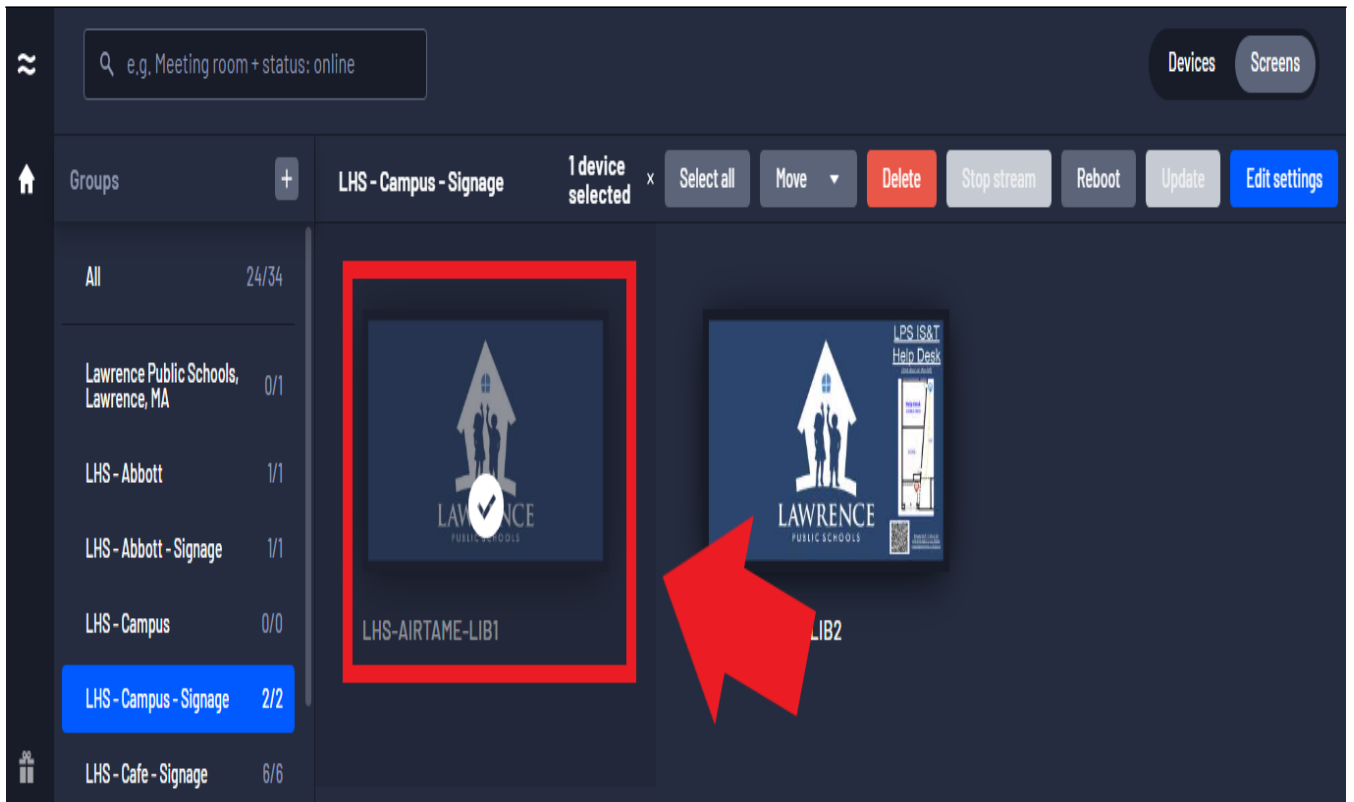 e.g. Meeting room + status: online
Devices
Screens
Groups
+
LHS - Campus - Signage
1 device
selected
×
Select all
Move
Delete
Stop stream
Reboot
Update
Edit settings
All 24/34
Lawrence Public Schools,
Lawrence, MA
0/1
LHS - Abbott 1/1
LHS - Abbott - Signage 1/1
LHS - Campus 0/0
LHS - Campus - Signage 2/2
LHS - Cafe - Signage 6/6
PUBLIC SCHOOLS
LHS-AIRTAME-LIB1
LAWRENCE
PUBLIC SCHOOLS
LPS IS&T
Help Desk
LIB2